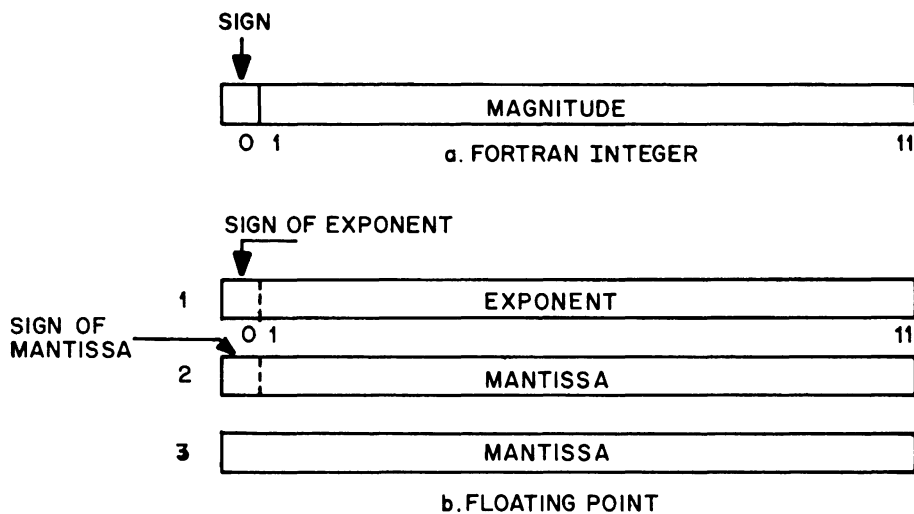 SIGN
MAGNITUDE
0 1 11
a. FORTRAN INTEGER
SIGN OF EXPONENT
1 EXPONENT
0 1 11
SIGN OF
MANTISSA
2 MANTISSA
3 MANTISSA
b. FLOATING POINT